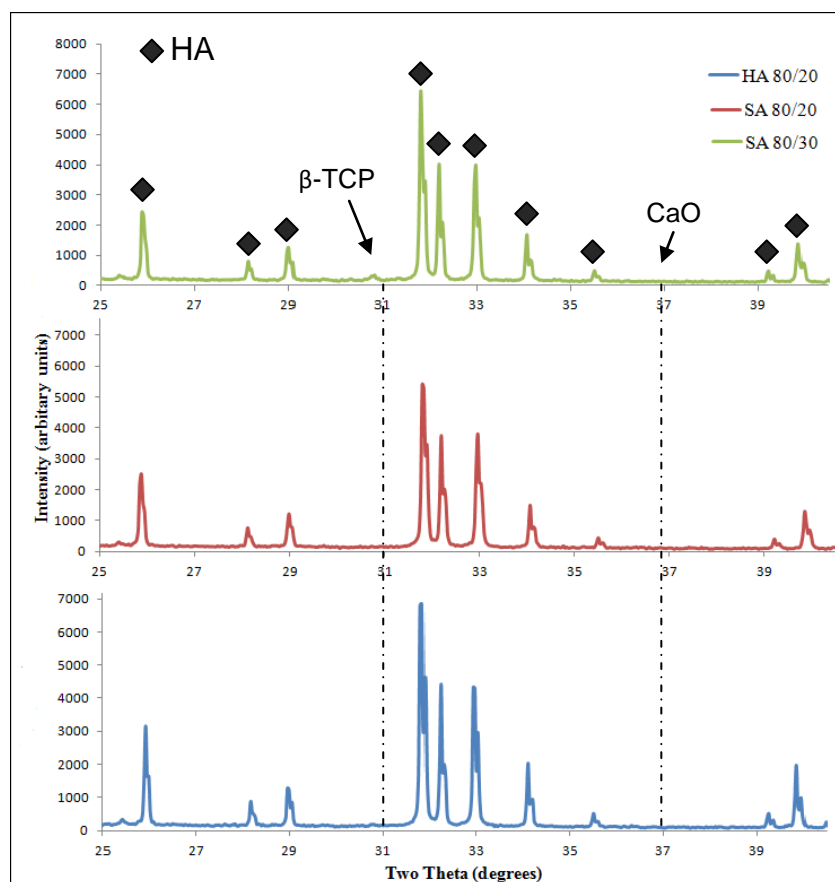 HA
8000
7000
6000
5000
4000
3000
2000
1000
0
HA 80/20
SA 80/20
SA 80/30
β-TCP
CaO
25 27 29 31 33 35 37 39
Intensity (arbitary units)
7000
6000
5000
4000
3000
2000
1000
0
25 27 29 31 33 35 37 39
7000
6000
5000
4000
3000
2000
1000
0
25 27 29 31 33 35 37 39
Two Theta (degrees)